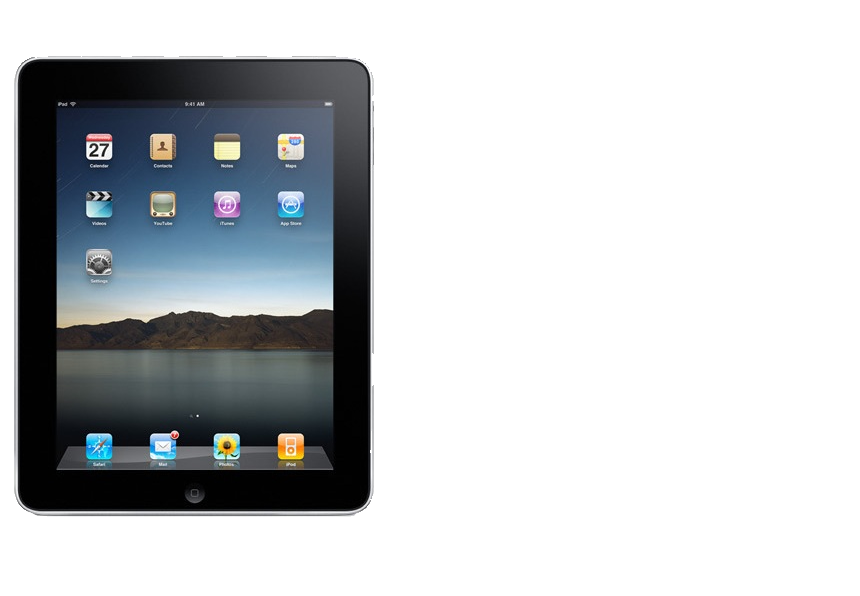 iPad 9:41 AM
Wednesday
27
Calendar Contacts Notes Maps
Videos YouTube iTunes App Store
Settings
Safari Mail Photos iPod